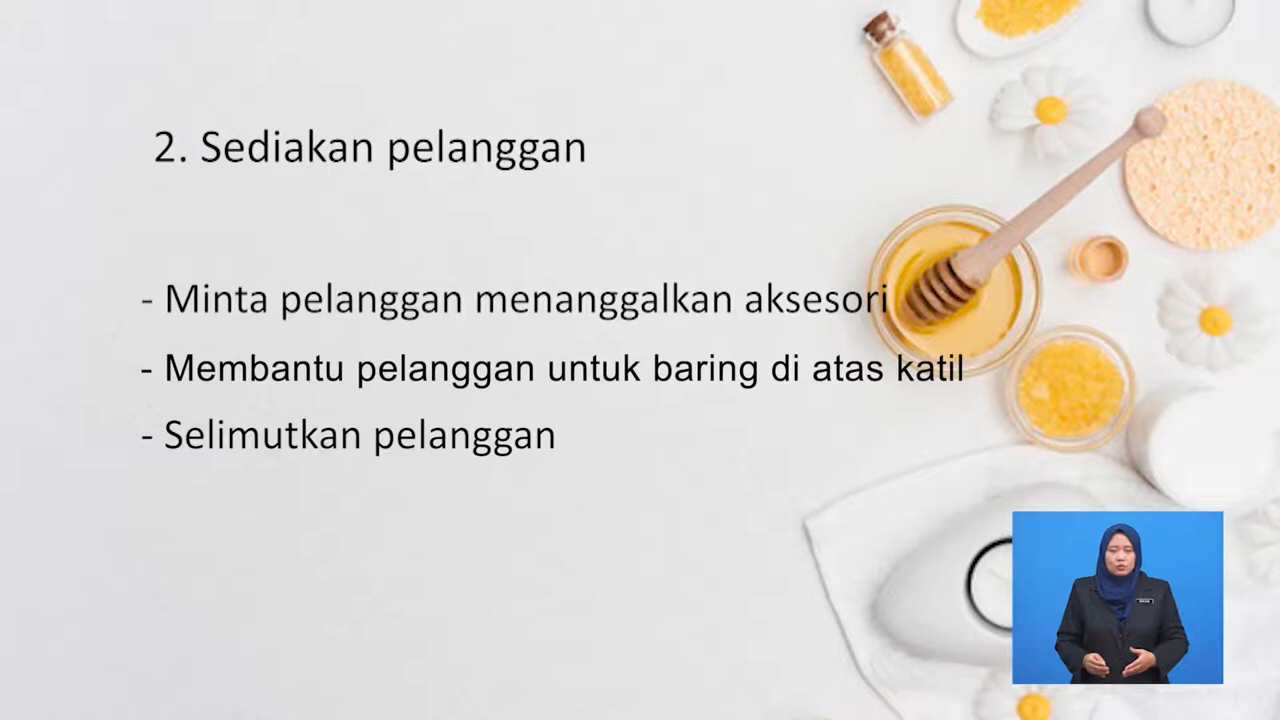 2. Sediakan pelanggan
- Minta pelanggan menanggalkan aksesori
- Membantu pelanggan untuk baring di atas katil
- Selimutkan pelanggan